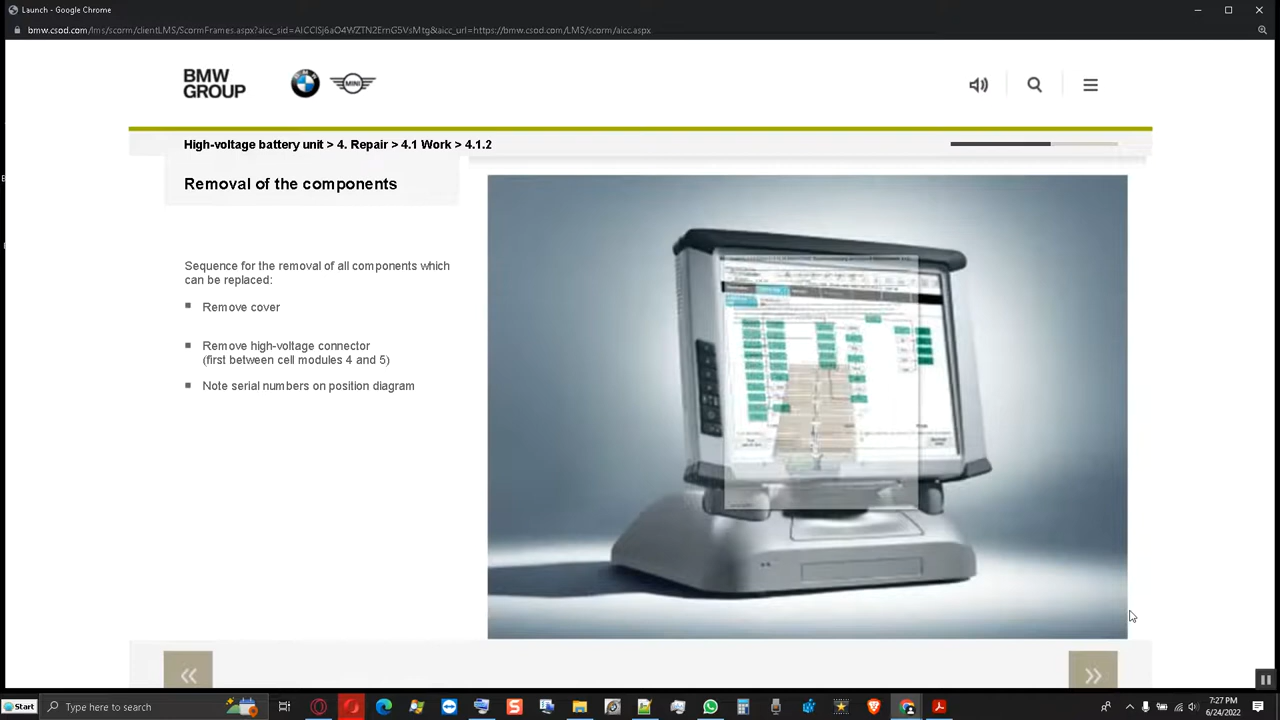 Launch - Google Chrome
bmw.csod.com/lms/scorm/clientLMS/ScormFrames.aspx?aicc_sid=AICCISj6aO4WZTN2ErnG5VsMtg&aicc_url=https://bmw.csod.com/LMS/scorm/aicc.aspx
BMW
GROUP
MINI
High-voltage battery unit > 4. Repair > 4.1 Work > 4.1.2
Removal of the components
Sequence for the removal of all components which
can be replaced:
Remove cover
Remove high-voltage connector
(first between cell modules 4 and 5)
Note serial numbers on position diagram
Start
Type here to search
7:27 PM
6/24/2022